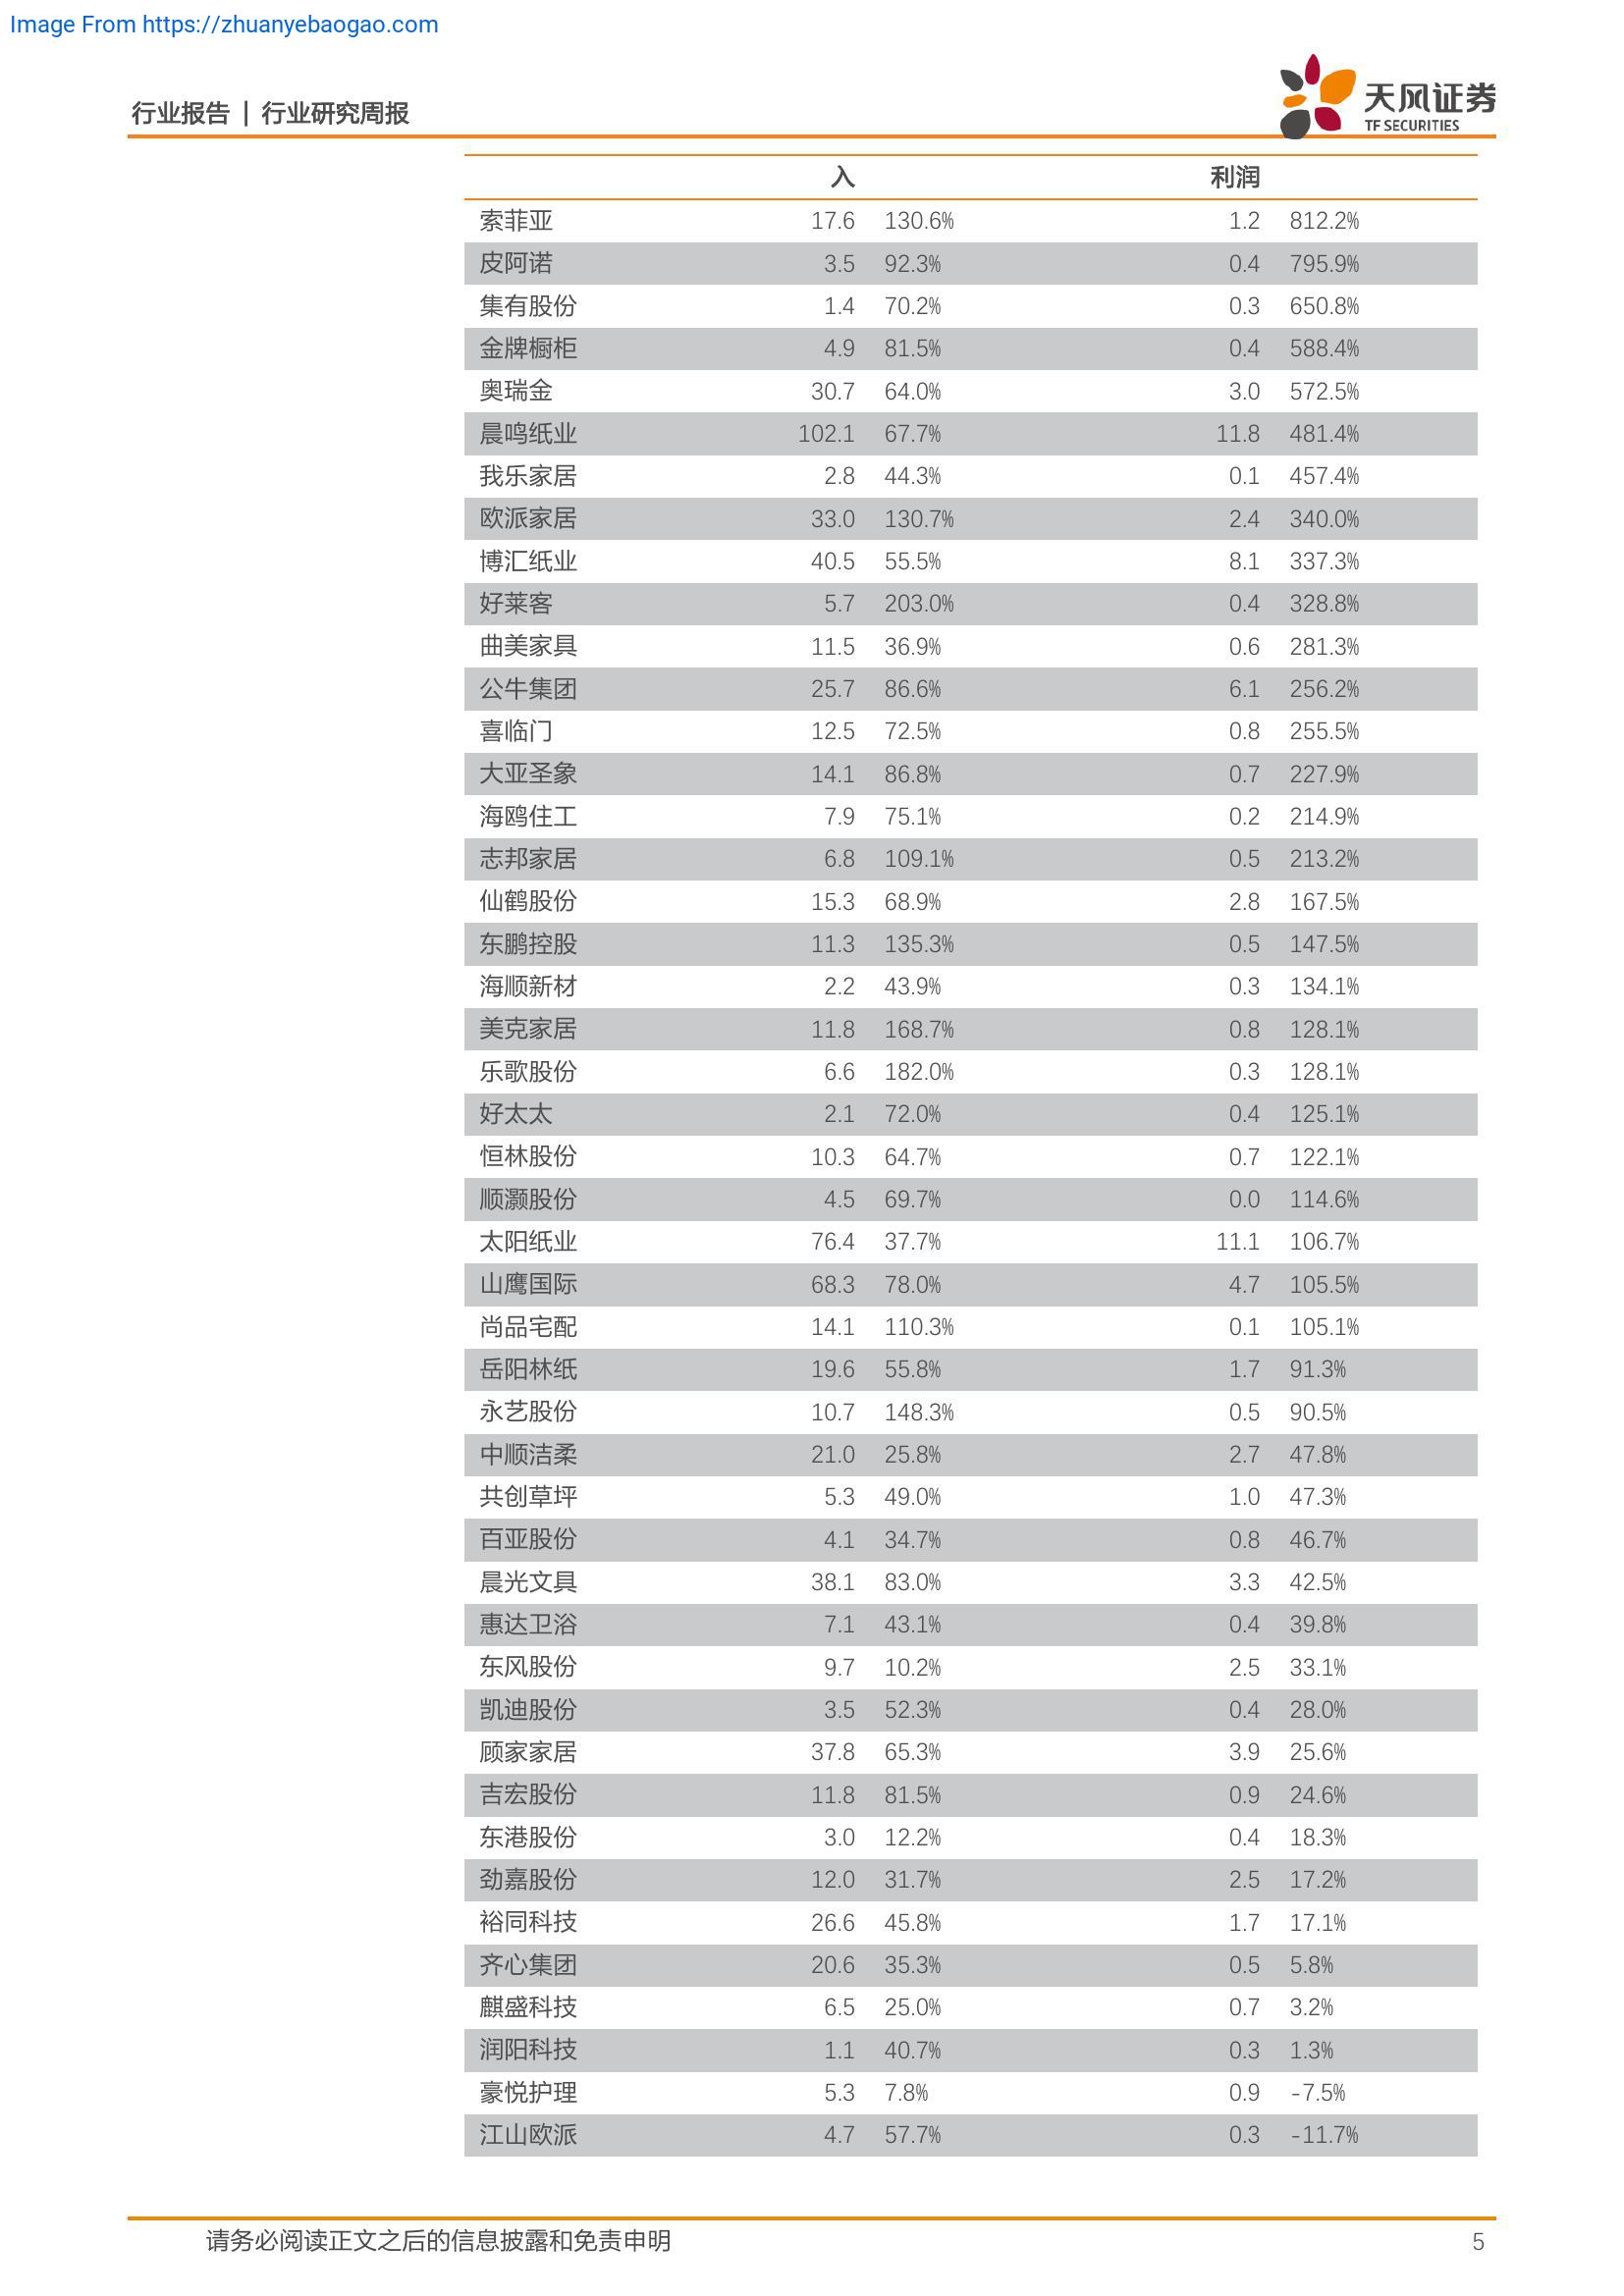 Image From https://zhuanyebaogao.com
行业报告 | 行业研究周报
天风证券
TF SECURITIES
入 利润
索菲亚 17.6 130.6% 1.2 812.2%
皮阿诺 3.5 92.3% 0.4 795.9%
集有股份 1.4 70.2% 0.3 650.8%
金牌橱柜 4.9 81.5% 0.4 588.4%
奥瑞金 30.7 64.0% 3.0 572.5%
晨鸣纸业 102.1 67.7% 11.8 481.4%
我乐家居 2.8 44.3% 0.1 457.4%
欧派家居 33.0 130.7% 2.4 340.0%
博汇纸业 40.5 55.5% 8.1 337.3%
好莱客 5.7 203.0% 0.4 328.8%
曲美家具 11.5 36.9% 0.6 281.3%
公牛集团 25.7 86.6% 6.1 256.2%
喜临门 12.5 72.5% 0.8 255.5%
大亚圣象 14.1 86.8% 0.7 227.9%
海鸥住工 7.9 75.1% 0.2 214.9%
志邦家居 6.8 109.1% 0.5 213.2%
仙鹤股份 15.3 68.9% 2.8 167.5%
东鹏控股 11.3 135.3% 0.5 147.5%
海顺新材 2.2 43.9% 0.3 134.1%
美克家居 11.8 168.7% 0.8 128.1%
乐歌股份 6.6 182.0% 0.3 128.1%
好太太 2.1 72.0% 0.4 125.1%
恒林股份 10.3 64.7% 0.7 122.1%
顺灏股份 4.5 69.7% 0.0 114.6%
太阳纸业 76.4 37.7% 11.1 106.7%
山鹰国际 68.3 78.0% 4.7 105.5%
尚品宅配 14.1 110.3% 0.1 105.1%
岳阳林纸 19.6 55.8% 1.7 91.3%
永艺股份 10.7 148.3% 0.5 90.5%
中顺洁柔 21.0 25.8% 2.7 47.8%
共创草坪 5.3 49.0% 1.0 47.3%
百亚股份 4.1 34.7% 0.8 46.7%
晨光文具 38.1 83.0% 3.3 42.5%
惠达卫浴 7.1 43.1% 0.4 39.8%
东风股份 9.7 10.2% 2.5 33.1%
凯迪股份 3.5 52.3% 0.4 28.0%
顾家家居 37.8 65.3% 3.9 25.6%
吉宏股份 11.8 81.5% 0.9 24.6%
东港股份 3.0 12.2% 0.4 18.3%
劲嘉股份 12.0 31.7% 2.5 17.2%
裕同科技 26.6 45.8% 1.7 17.1%
齐心集团 20.6 35.3% 0.5 5.8%
麒盛科技 6.5 25.0% 0.7 3.2%
润阳科技 1.1 40.7% 0.3 1.3%
豪悦护理 5.3 7.8% 0.9 -7.5%
江山欧派 4.7 57.7% 0.3 -11.7%
请务必阅读正文之后的信息披露和免责申明 5